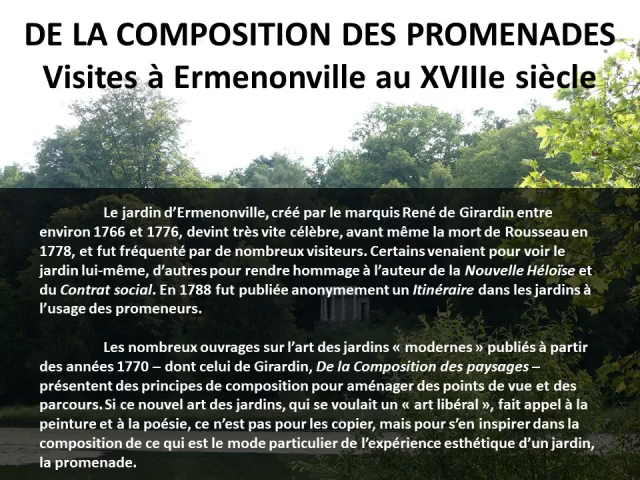 DE LA COMPOSITION DES PROMENADES
Visites à Ermenonville au XVIIIe siècle
Le jardin d’Ermenonville, créé par le marquis René de Girardin entre
environ 1766 et 1776, devint très vite célèbre, avant même la mort de Rousseau en
1778, et fut fréquenté par de nombreux visiteurs. Certains venaient pour voir le
jardin lui-même, d’autres pour rendre hommage à l’auteur de la Nouvelle Héloïse et
du Contrat social. En 1788 fut publiée anonymement un Itinéraire dans les jardins à
l’usage des promeneurs.
Les nombreux ouvrages sur l’art des jardins « modernes » publiés à partir
des années 1770 – dont celui de Girardin, De la Composition des paysages –
présentent des principes de composition pour aménager des points de vue et des
parcours. Si ce nouvel art des jardins, qui se voulait un « art libéral », fait appel à la
peinture et à la poésie, ce n’est pas pour les copier, mais pour s’en inspirer dans la
composition de ce qui est le mode particulier de l’expérience esthétique d’un jardin,
la promenade.